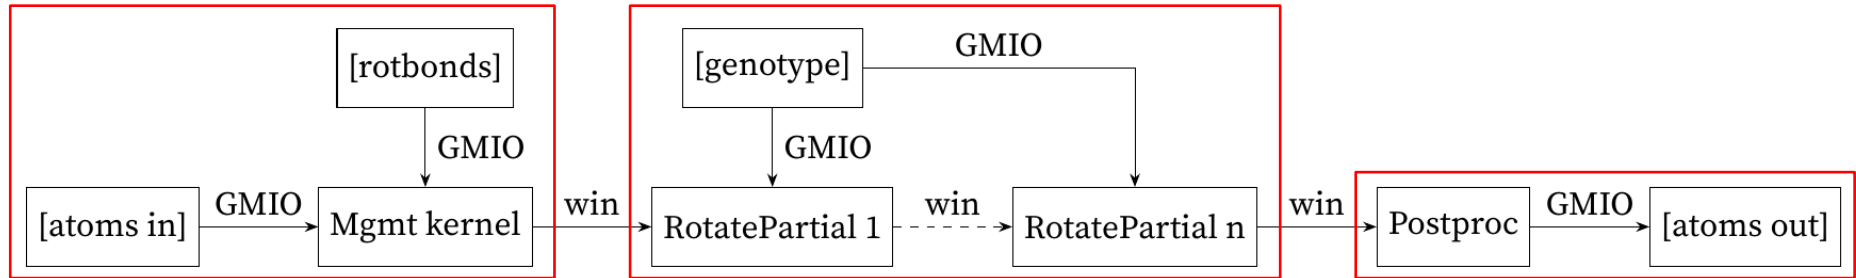 [rotbonds]
[genotype]
GMIO
GMIO
GMIO
[atoms in]
GMIO
Mgmt kernel
win
RotatePartial 1
win
RotatePartial n
win
Postproc
GMIO
[atoms out]